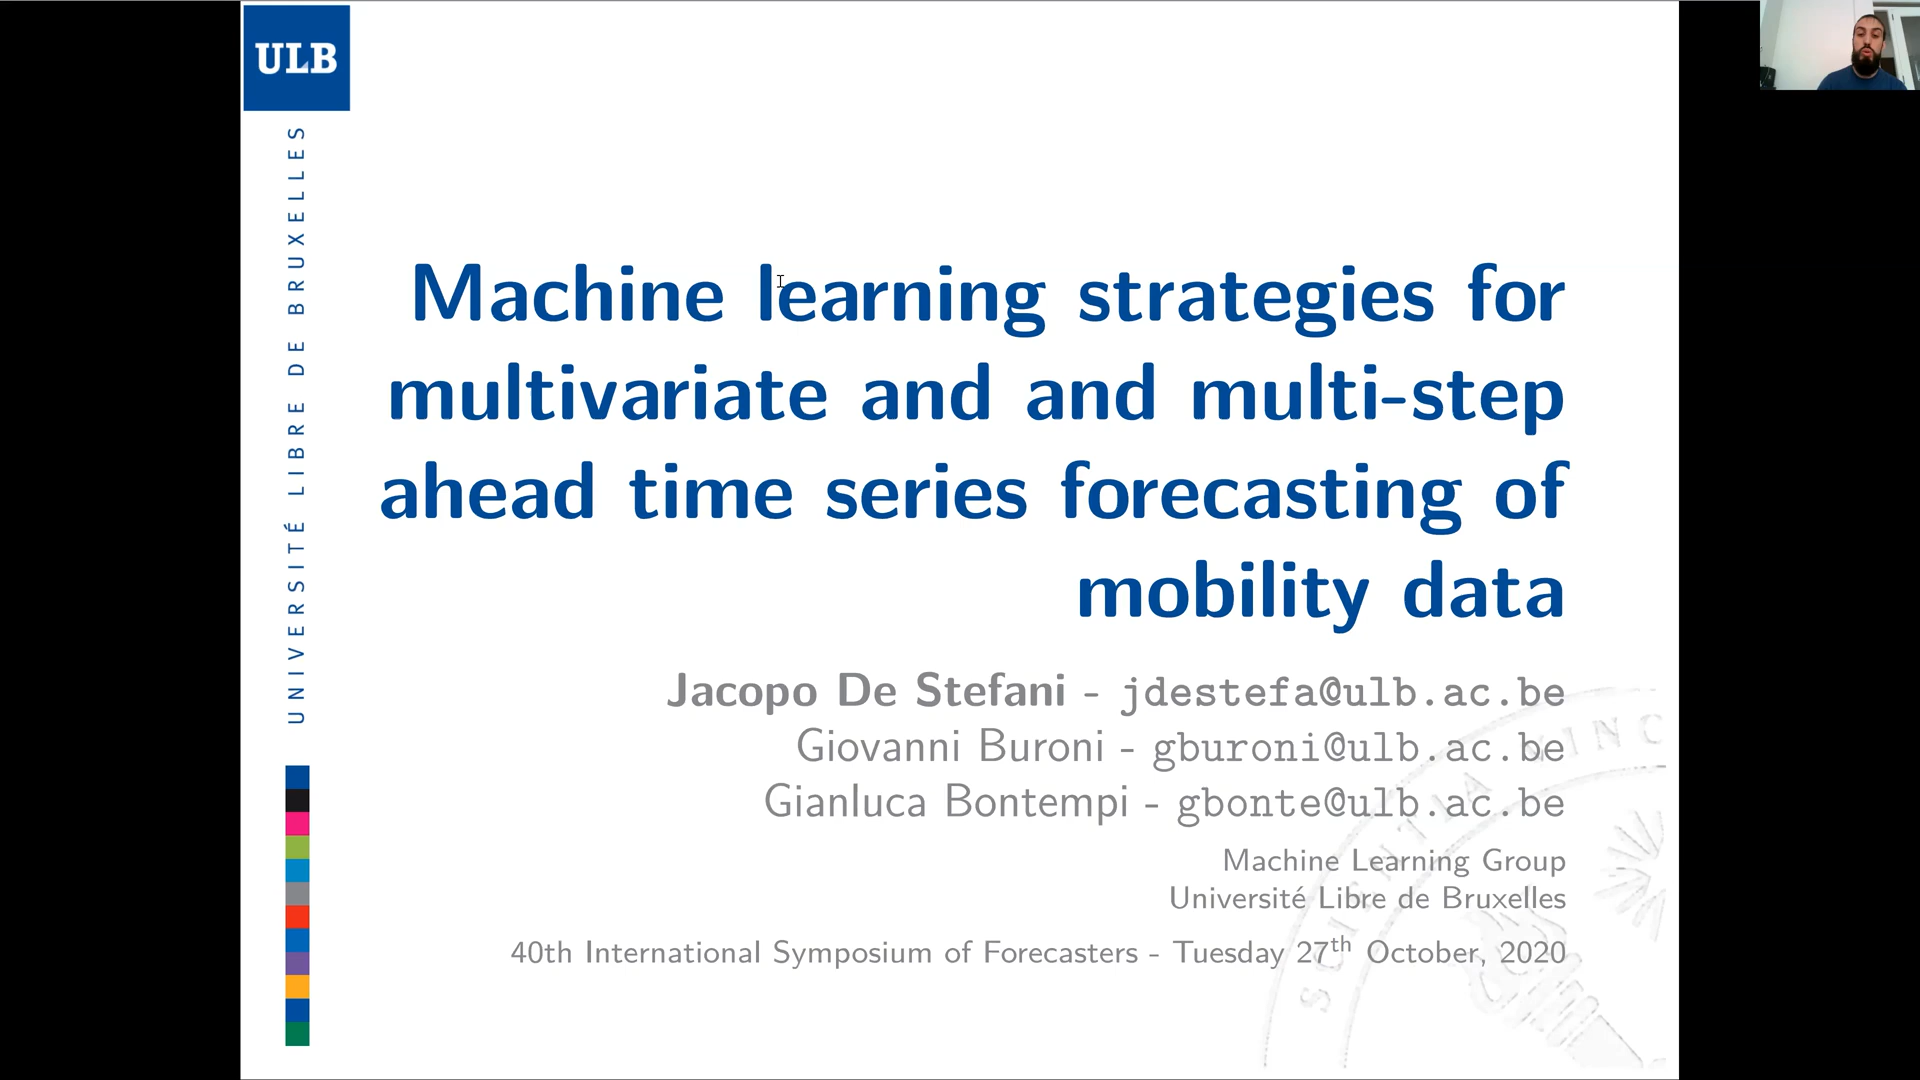 ULB
UNIVERSITÉ LIBRE DE BRUXELLES
Machine learning strategies for
multivariate and and multi-step
ahead time series forecasting of
mobility data
Jacopo De Stefani - jdestefa@ulb.ac.be
Giovanni Buroni - gburoni@ulb.ac.be
Gianluca Bontempi - gbonte@ulb.ac.be
Machine Learning Group
Université Libre de Bruxelles
40th International Symposium of Forecasters - Tuesday 27th October, 2020
SCIENTIA VINC